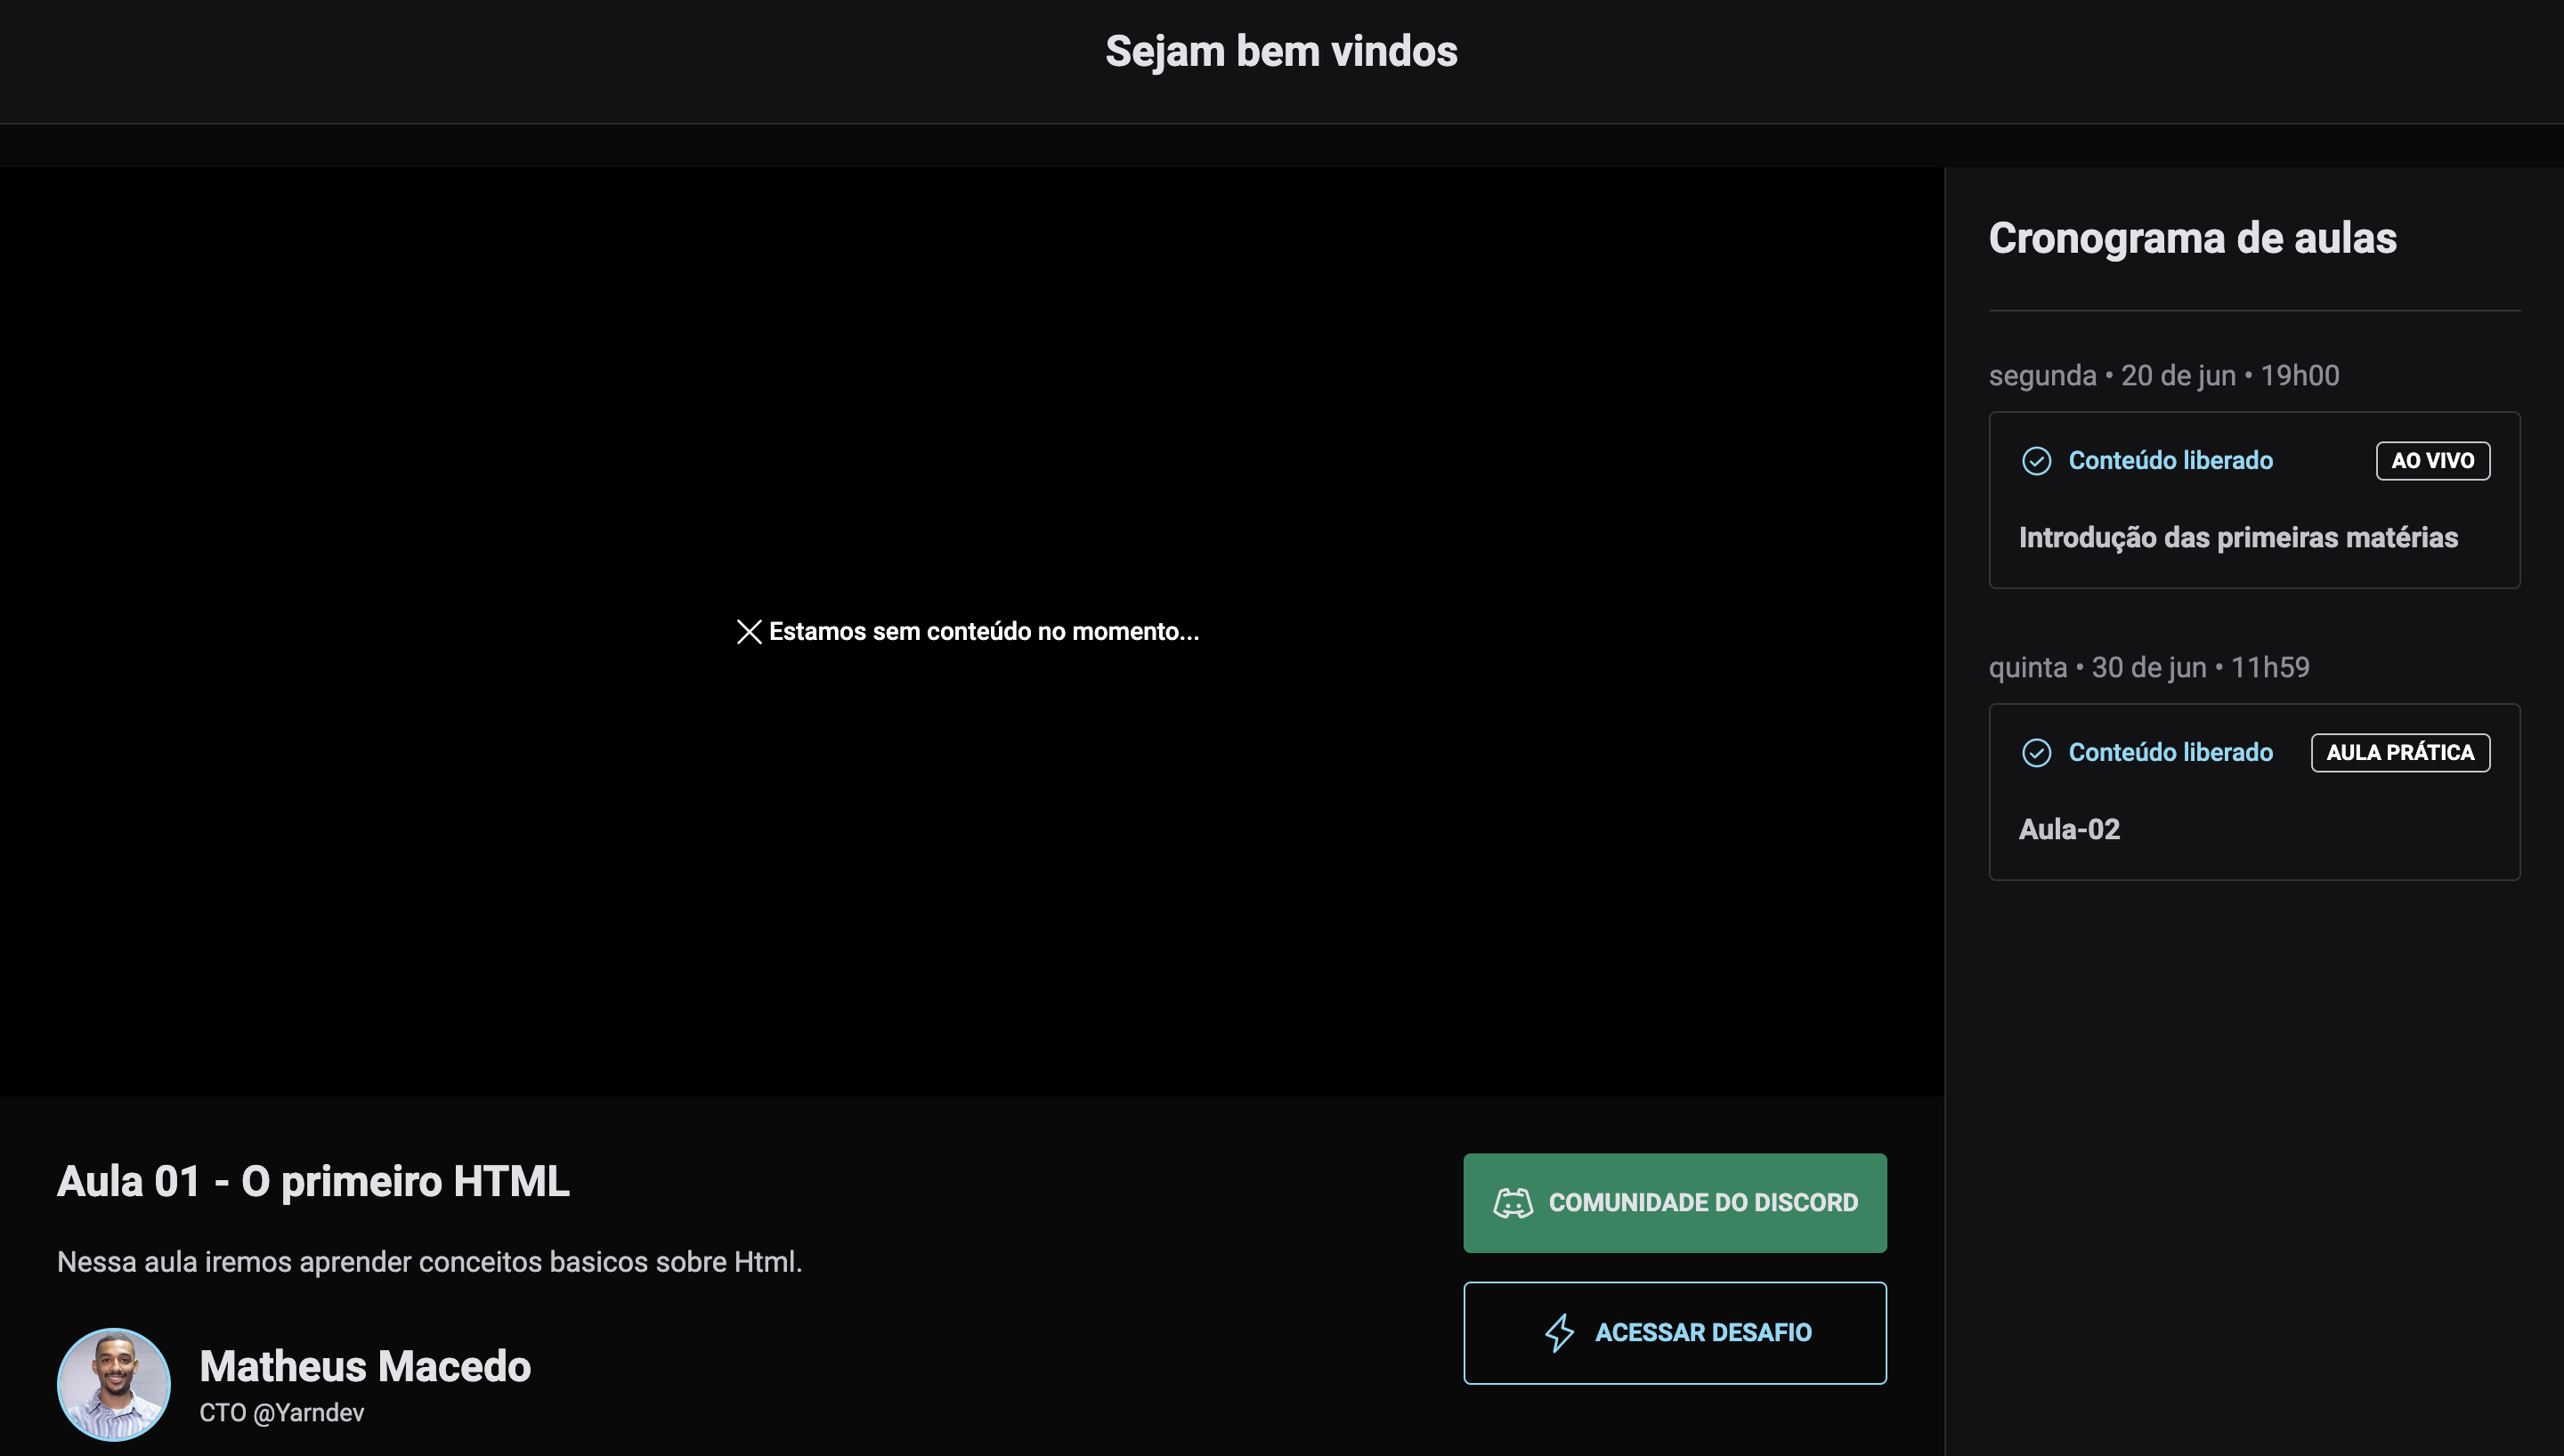 Sejam bem vindos
Estamos sem conteúdo no momento...
Aula 01 - O primeiro HTML
Nessa aula iremos aprender conceitos basicos sobre Html.
Matheus Macedo
CTO @Yarndev
COMUNIDADE DO DISCORD
ACESSAR DESAFIO
Cronograma de aulas
segunda • 20 de jun • 19h00
Conteúdo liberado AO VIVO
Introdução das primeiras matérias
quinta • 30 de jun • 11h59
Conteúdo liberado AULA PRÁTICA
Aula-02